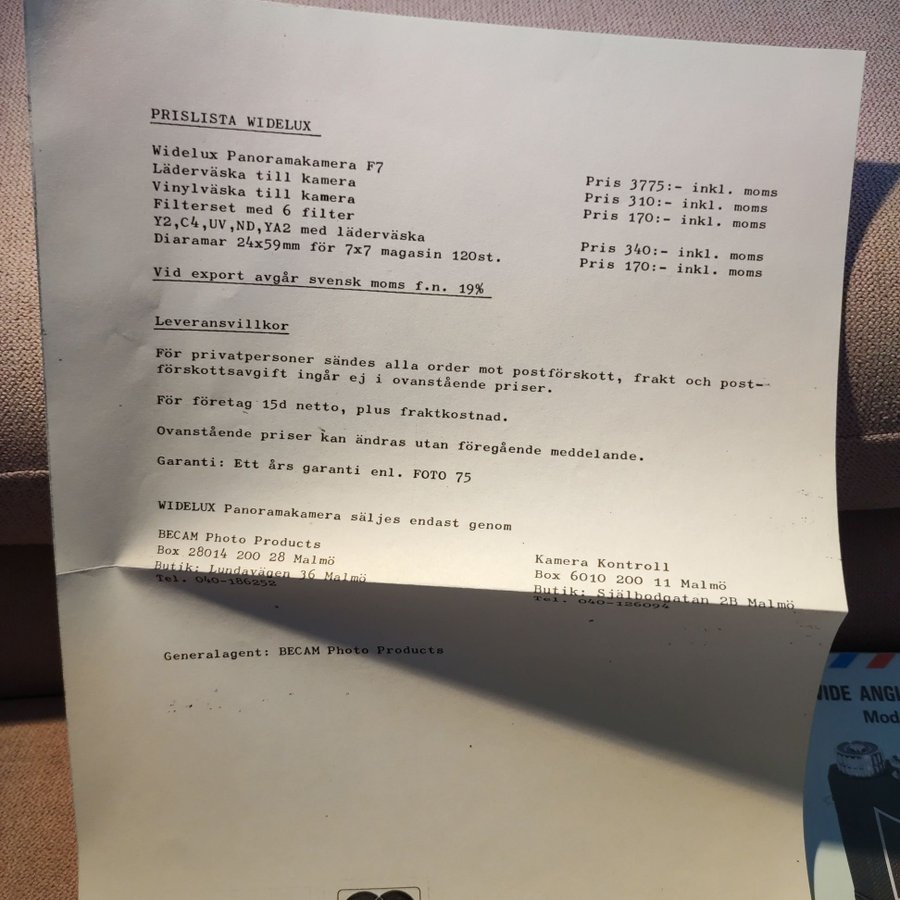 PRISLISTA WIDELUX
Widelux Panoramakamera F7 Pris 3775:- inkl. moms
Läderväska till kamera Pris 310:- inkl. moms
Vinylväska till kamera Pris 170:- inkl. moms
Filterset med 6 filter
Y2,C4,UV,ND,YA2 med läderväska Pris 340:- inkl. moms
Diaramar 24x59mm för 7x7 magasin 120st. Pris 170:- inkl. moms
Vid export avgår svensk moms f.n. 19%
Leveransvillkor
För privatpersoner sändes alla order mot postförskott, frakt och post-
förskottsavgift ingår ej i ovanstående priser.
För företag 15d netto, plus fraktkostnad.
Ovanstående priser kan ändras utan föregående meddelande.
Garanti: Ett års garanti enl. FOTO 75
WIDELUX Panoramakamera säljes endast genom
BECAM Photo Products
Box 28014 200 28 Malmö
Butik: Lundavägen 36 Malmö
Tel. 040-186252
Kamera Kontroll
Box 6010 200 11 Malmö
Butik: Själbodgatan 2B Malmö
Tel. 040-126094
Generalagent: BECAM Photo Products
WIDE ANGL
Mod